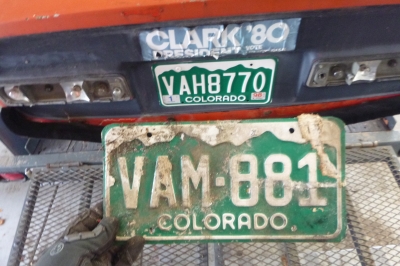 CLARK '80
PRESIDENT
VAH8770
COLORADO
VAM-881
COLORADO